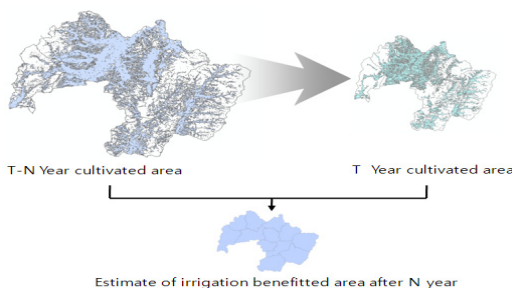 T-N Year cultivated area
T Year cultivated area
Estimate of irrigation benefitted area after N year